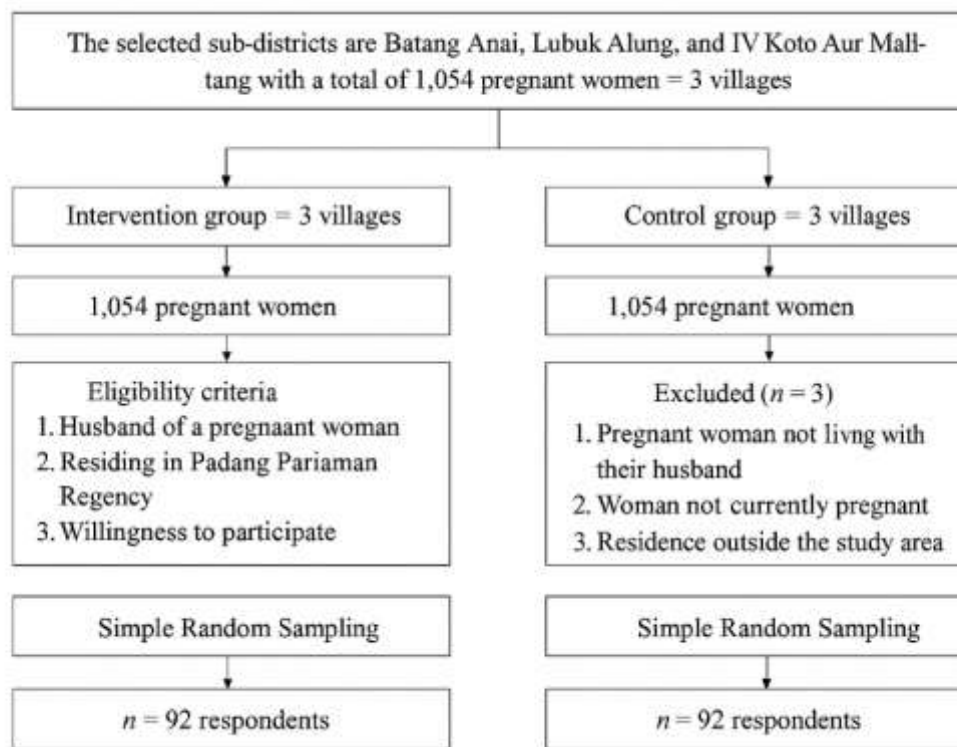 The selected sub-districts are Batang Anai, Lubuk Alung, and IV Koto Aur Mall-
tang with a total of 1,054 pregnant women = 3 villages
Intervention group = 3 villages
Control group = 3 villages
1,054 pregnant women
1,054 pregnant women
Eligibility criteria
1. Husband of a pregnaant woman
2. Residing in Padang Pariaman
Regency
3. Willingness to participate
Excluded (n = 3)
1. Pregnant woman not livng with
their husband
2. Woman not currently pregnant
3. Residence outside the study area
Simple Random Sampling
Simple Random Sampling
n = 92 respondents
n = 92 respondents